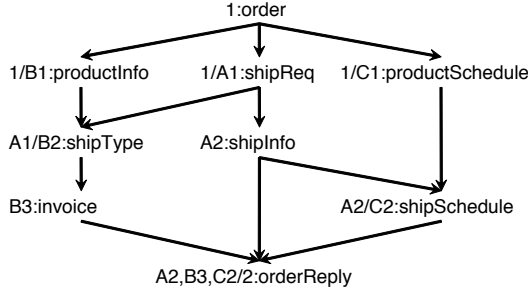 1:order
1/B1:productInfo
1/A1:shipReq
1/C1:productSchedule
A1/B2:shipType
A2:shipInfo
B3:invoice
A2/C2:shipSchedule
A2,B3,C2/2:orderReply